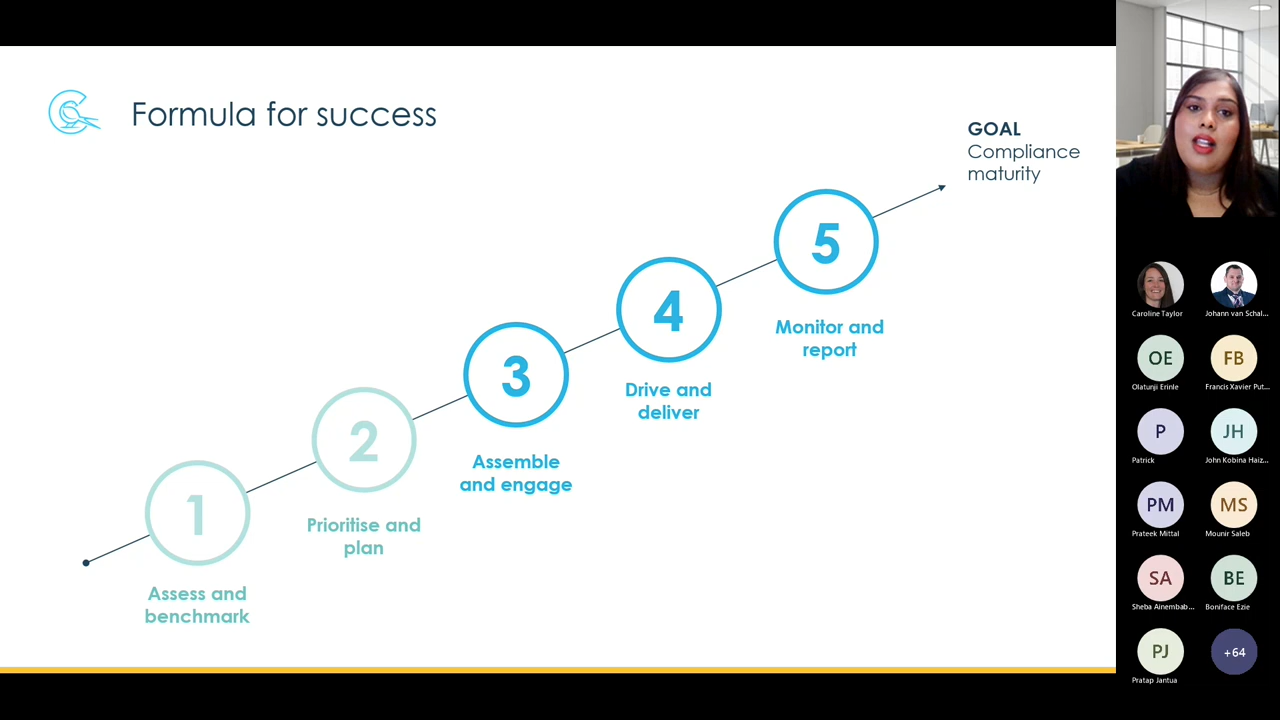 Formula for success
GOAL
Compliance
maturity
5
Monitor and
report
4
Drive and
deliver
3
Assemble
and engage
2
Prioritise and
plan
1
Assess and
benchmark
Caroline Taylor
Johann van Schal...
OE
Olatunji Erinle
FB
Francis Xavier Put...
P
Patrick
JH
John Kobina Haiz...
PM
Prateek Mittal
MS
Mounir Saleb
SA
Sheba Ainembab...
BE
Boniface Ezie
PJ
Pratap Jantua
+64